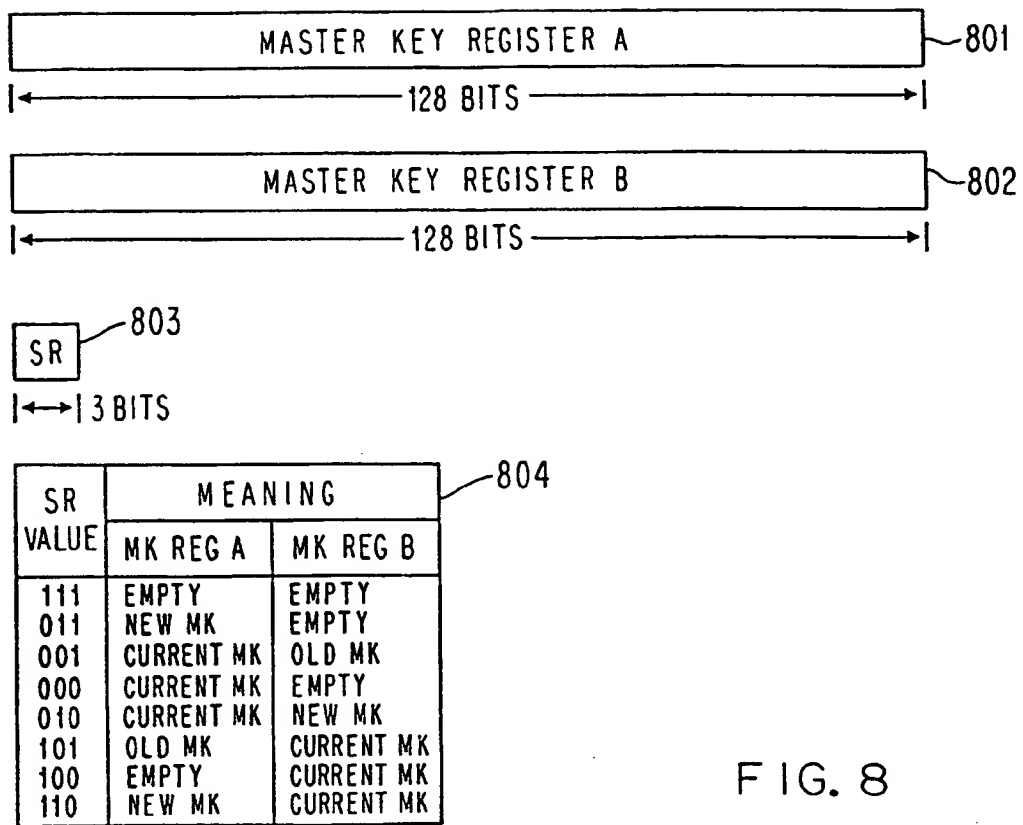 MASTER KEY REGISTER A
801
128 BITS
MASTER KEY REGISTER B
802
128 BITS
803
SR
3 BITS
804
SR VALUE MEANING
MK REG A MK REG B
111 EMPTY EMPTY
011 NEW MK EMPTY
001 CURRENT MK OLD MK
000 CURRENT MK EMPTY
010 CURRENT MK NEW MK
101 OLD MK CURRENT MK
100 EMPTY CURRENT MK
110 NEW MK CURRENT MK
FIG. 8